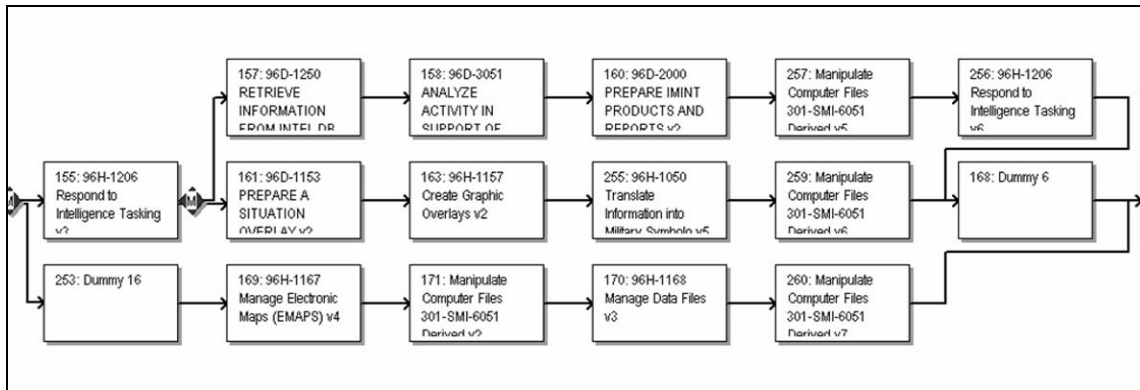 157: 96D-1250
RETRIEVE
INFORMATION
FROM INTEL DB
158: 96D-3051
ANALYZE
ACTIVITY IN
SUPPORT OF
160: 96D-2000
PREPARE IMINT
PRODUCTS AND
REPORTS v2
257: Manipulate
Computer Files
301-SMI-6051
Derived v5
256: 96H-1206
Respond to
Intelligence Tasking
v6
M
155: 96H-1206
Respond to
Intelligence Tasking
v3
M
161: 96D-1153
PREPARE A
SITUATION
OVERLAY v2
163: 96H-1157
Create Graphic
Overlays v2
255: 96H-1050
Translate
Information into
Military Symbols v5
259: Manipulate
Computer Files
301-SMI-6051
Derived v6
168: Dummy 6
253: Dummy 16
169: 96H-1167
Manage Electronic
Maps (EMAPS) v4
171: Manipulate
Computer Files
301-SMI-6051
Derived v2
170: 96H-1168
Manage Data Files
v3
260: Manipulate
Computer Files
301-SMI-6051
Derived v7